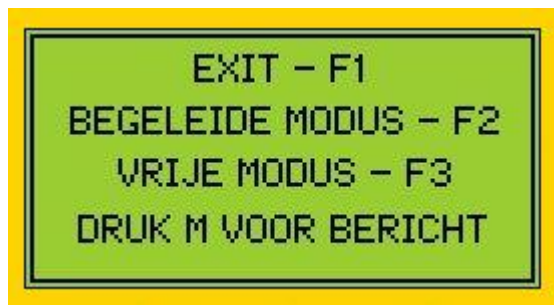 EXIT – F1
BEGELEIDE MODUS – F2
VRIJE MODUS – F3
DRUK M VOOR BERICHT